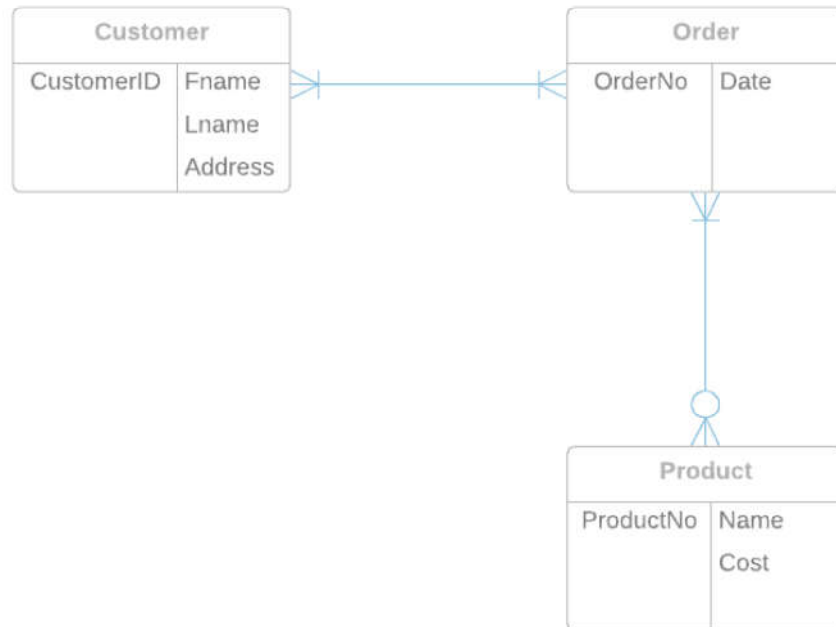 Customer
CustomerID Fname
Lname
Address
Order
OrderNo Date
Product
ProductNo Name
Cost